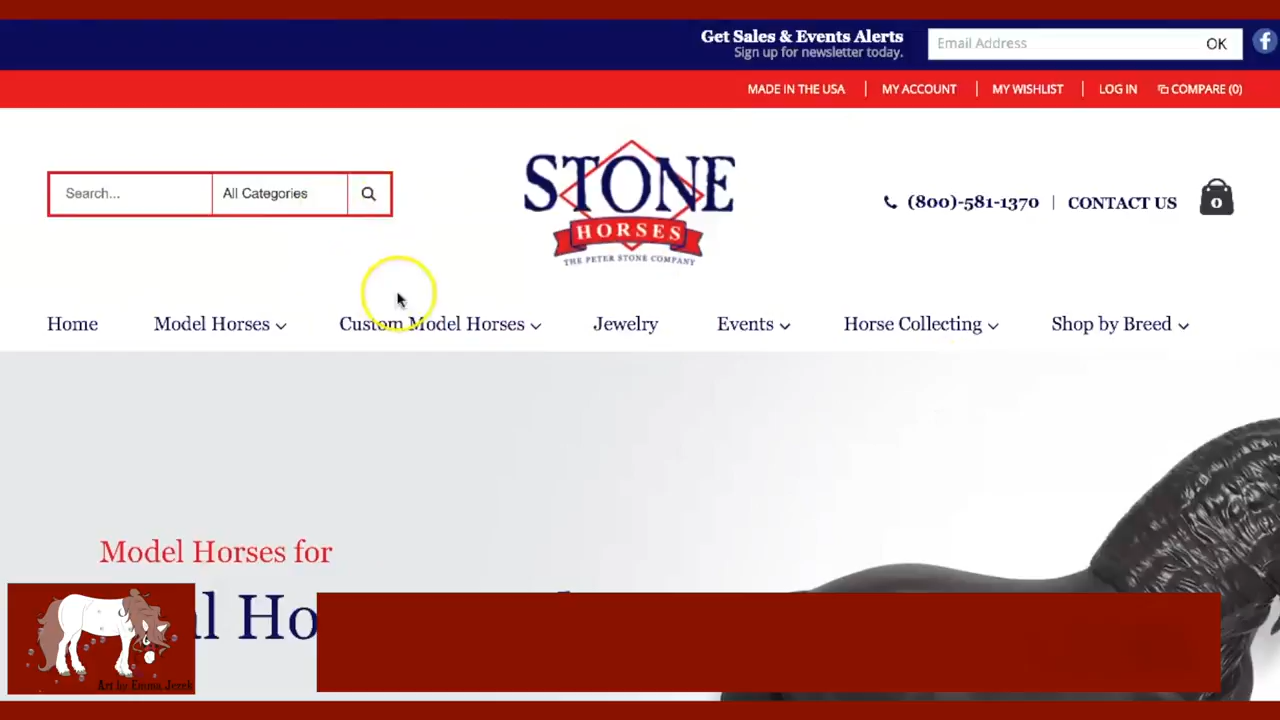 Get Sales & Events Alerts
Sign up for newsletter today.
Email Address
OK
f
MADE IN THE USA
MY ACCOUNT
MY WISHLIST
LOG IN
COMPARE (0)
Search...
All Categories
STONE
HORSES
THE PETER STONE COMPANY
(800)-581-1370
CONTACT US
0
Home
Model Horses
Custom Model Horses
Jewelry
Events
Horse Collecting
Shop by Breed
Model Horses for
l Ho
Art by Emma Jerek